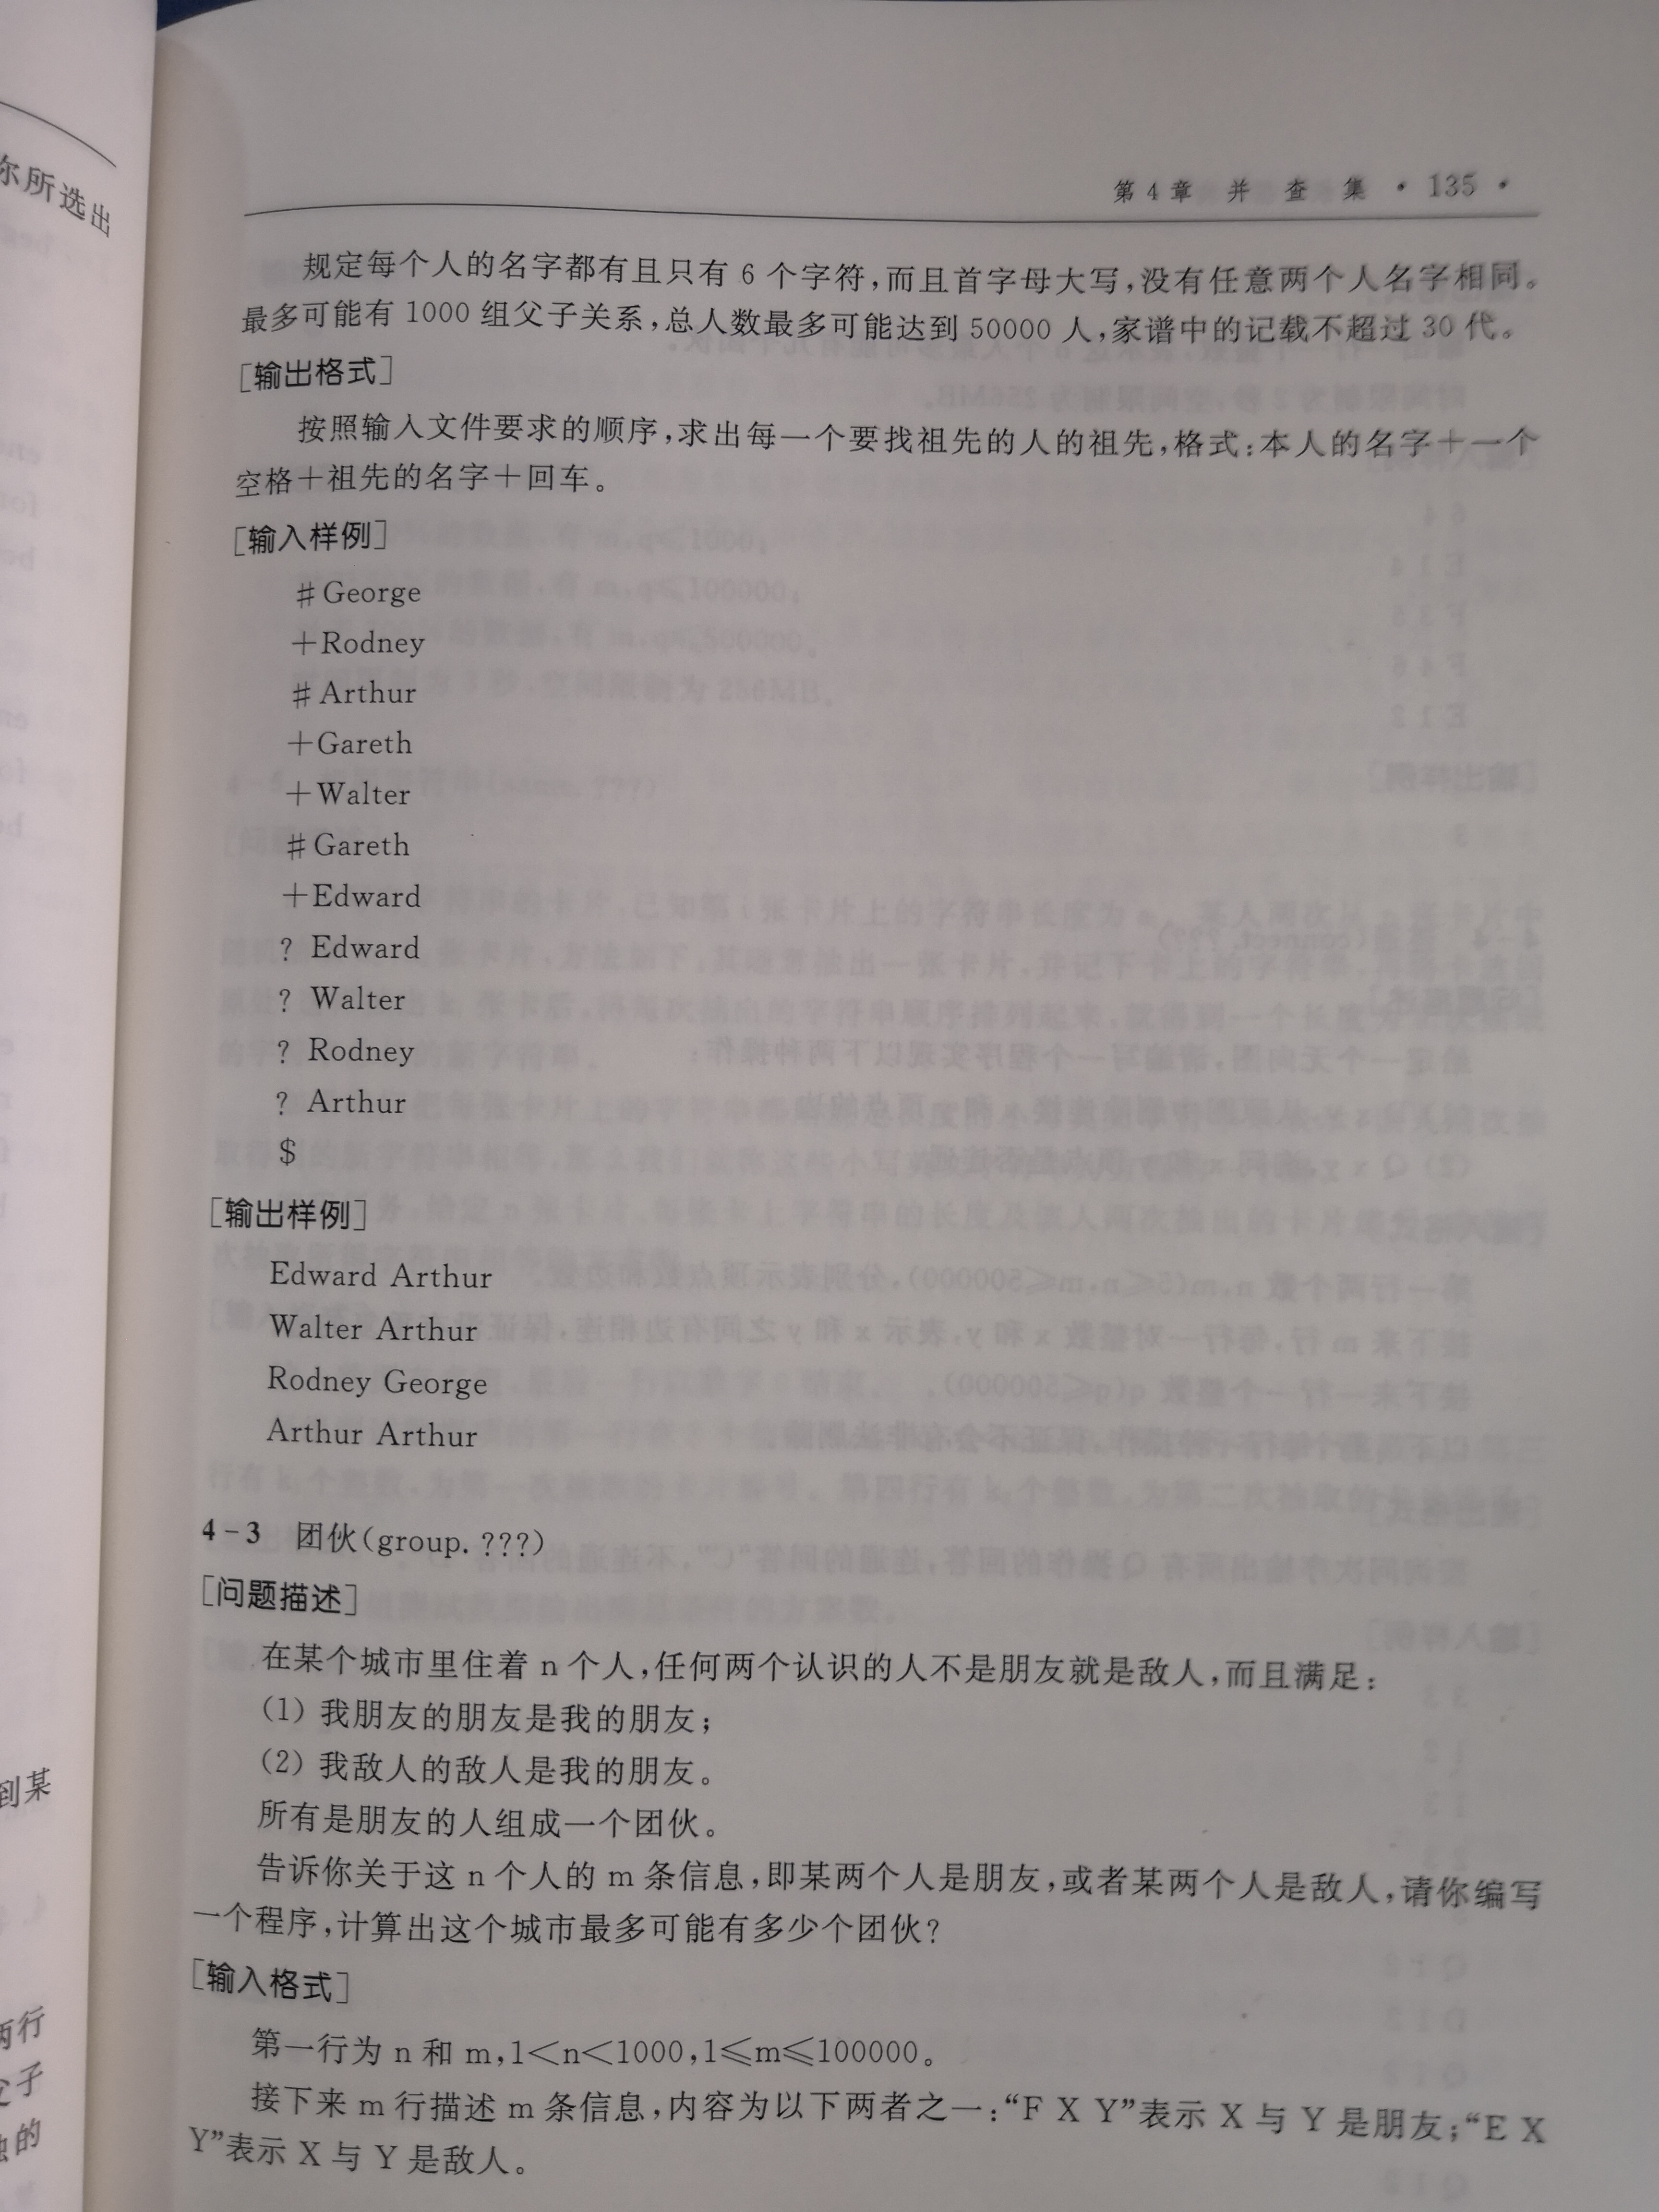 你所选出
到某
两行
父子
第4章 并 查 集 · 135 ·
规定每个人的名字都有且只有 6 个字符,而且首字母大写,没有任意两个人名字相同。
最多可能有 1000 组父子关系,总人数最多可能达到 50000 人,家谱中的记载不超过 30 代。
[输出格式]
按照输入文件要求的顺序,求出每一个要找祖先的人的祖先,格式:本人的名字+一个
空格+祖先的名字+回车。
[输入样例]
#George
+Rodney
#Arthur
+Gareth
+Walter
#Gareth
+Edward
? Edward
? Walter
? Rodney
? Arthur
$
[输出样例]
Edward Arthur
Walter Arthur
Rodney George
Arthur Arthur
4-3 团伙(group. ???)
[问题描述]
在某个城市里住着 n 个人,任何两个认识的人不是朋友就是敌人,而且满足:
(1) 我朋友的朋友是我的朋友;
(2) 我敌人的敌人是我的朋友。
所有是朋友的人组成一个团伙。
告诉你关于这 n 个人的 m 条信息,即某两个人是朋友,或者某两个人是敌人,请你编写
一个程序,计算出这个城市最多可能有多少个团伙?
[输入格式]
第一行为 n 和 m,1<n<1000,1≤m≤100000。
接下来 m 行描述 m 条信息,内容为以下两者之一:“F X Y”表示 X 与 Y 是朋友;“E X
Y”表示 X 与 Y 是敌人。